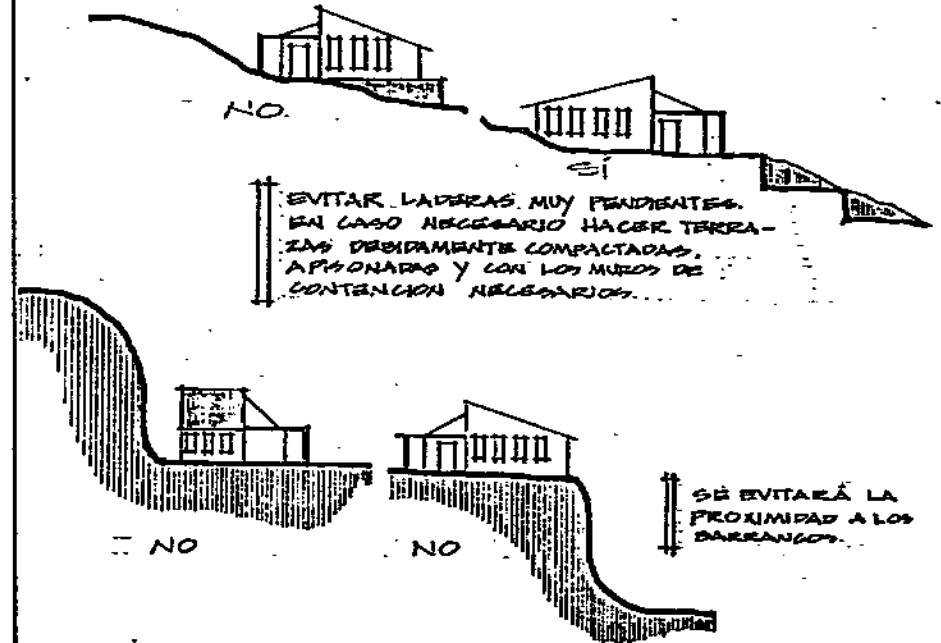 NO.
SÍ
EVITAR LADERAS MUY PENDIENTES.
EN CASO NECESARIO HACER TERRA-
ZAS DEBIDAMENTE COMPACTADAS.
APISONADAS Y CON LOS MUROS DE
CONTENCION NECESARIOS.
NO
NO
SE EVITARÁ LA
PROXIMIDAD A LOS
BARRANCOS.